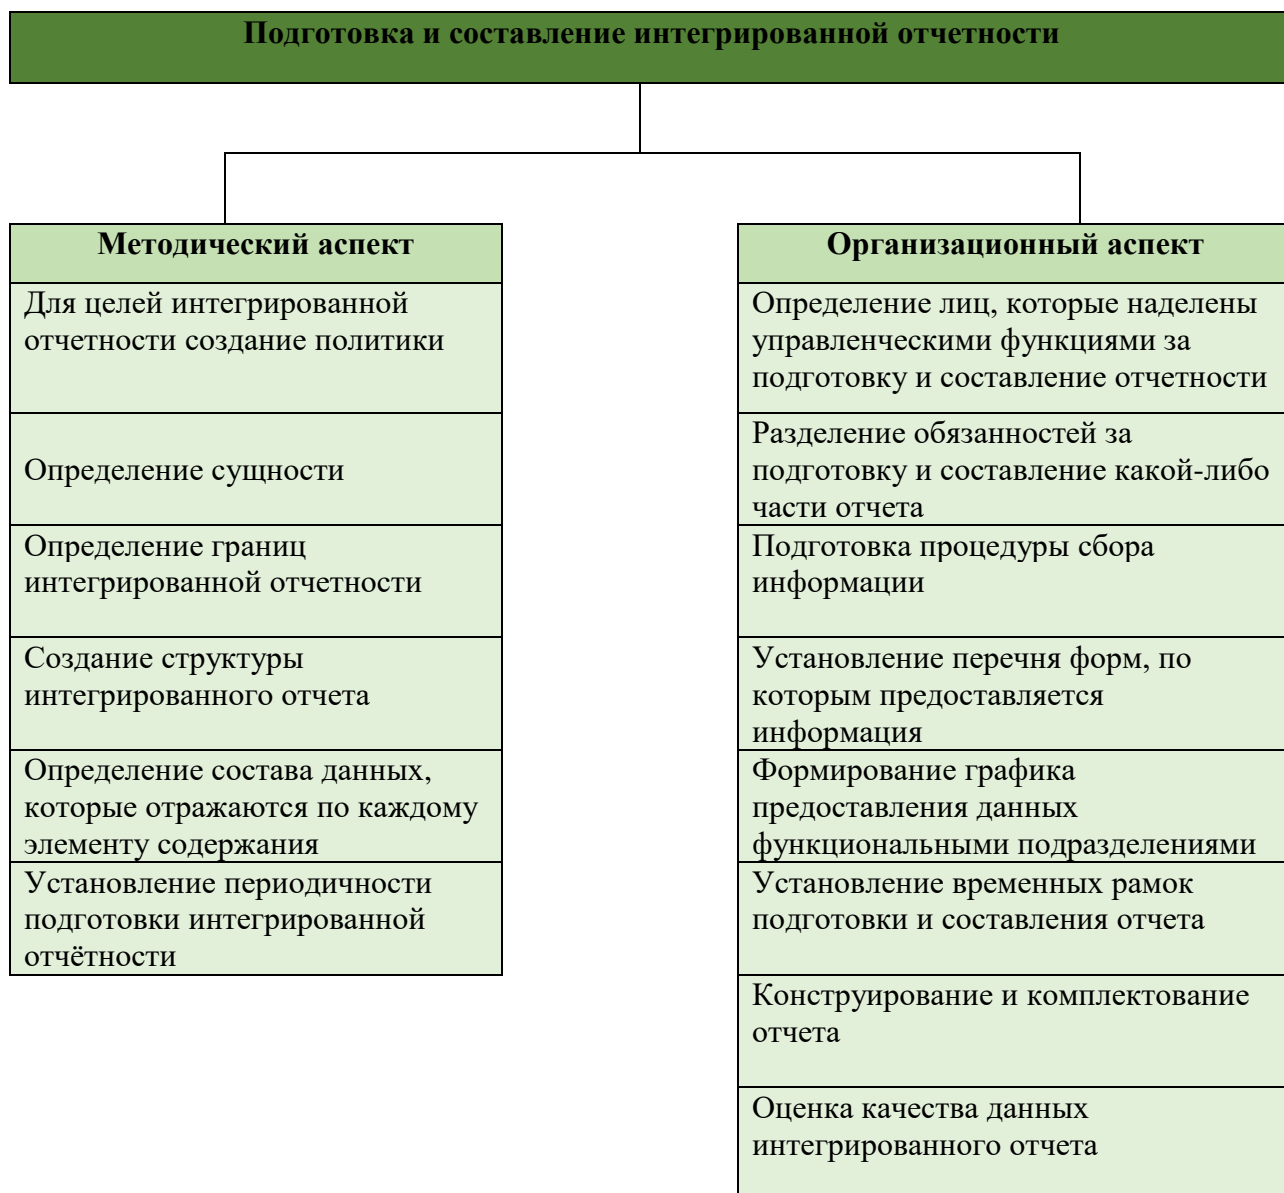 Подготовка и составление интегрированной отчетности
Методический аспект
Для целей интегрированной
отчетности создание политики
Определение сущности
Определение границ
интегрированной отчетности
Создание структуры
интегрированного отчета
Определение состава данных,
которые отражаются по каждому
элементу содержания
Установление периодичности
подготовки интегрированной
отчётности
Организационный аспект
Определение лиц, которые наделены
управленческими функциями за
подготовку и составление отчетности
Разделение обязанностей за
подготовку и составление какой-либо
части отчета
Подготовка процедуры сбора
информации
Установление перечня форм, по
которым предоставляется
информация
Формирование графика
предоставления данных
функциональными подразделениями
Установление временных рамок
подготовки и составления отчета
Конструирование и комплектование
отчета
Оценка качества данных
интегрированного отчета